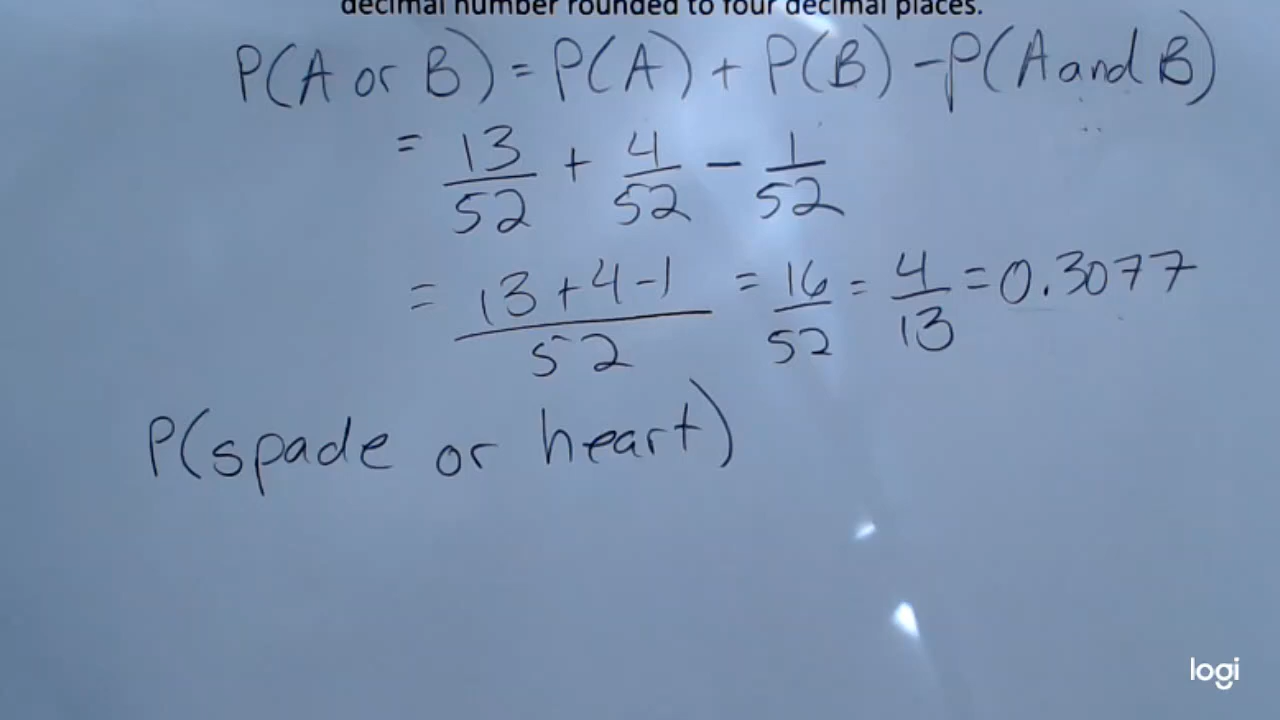 decimal number rounded to four decimal places.
P(A or B) = P(A) + P(B) - P(A and B)
= 13/52 + 4/52 - 1/52
= 13+4-1/52 = 16/52 = 4/13 = 0.3077
P(spade or heart)
logi